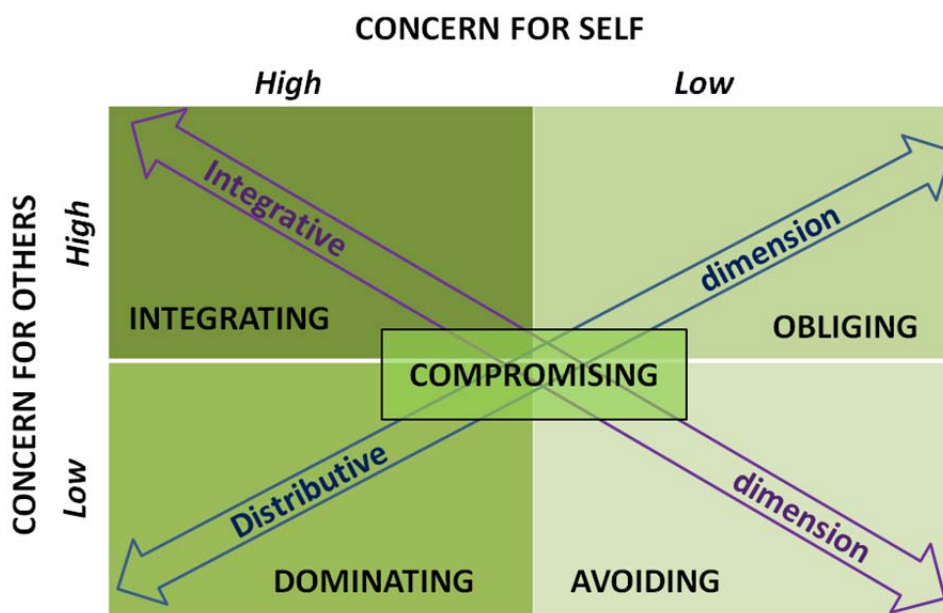 CONCERN FOR SELF
High Low
CONCERN FOR OTHERS
High
Low
Integrative dimension
INTEGRATING
OBLIGING
COMPROMISING
Distributive dimension
DOMINATING
AVOIDING